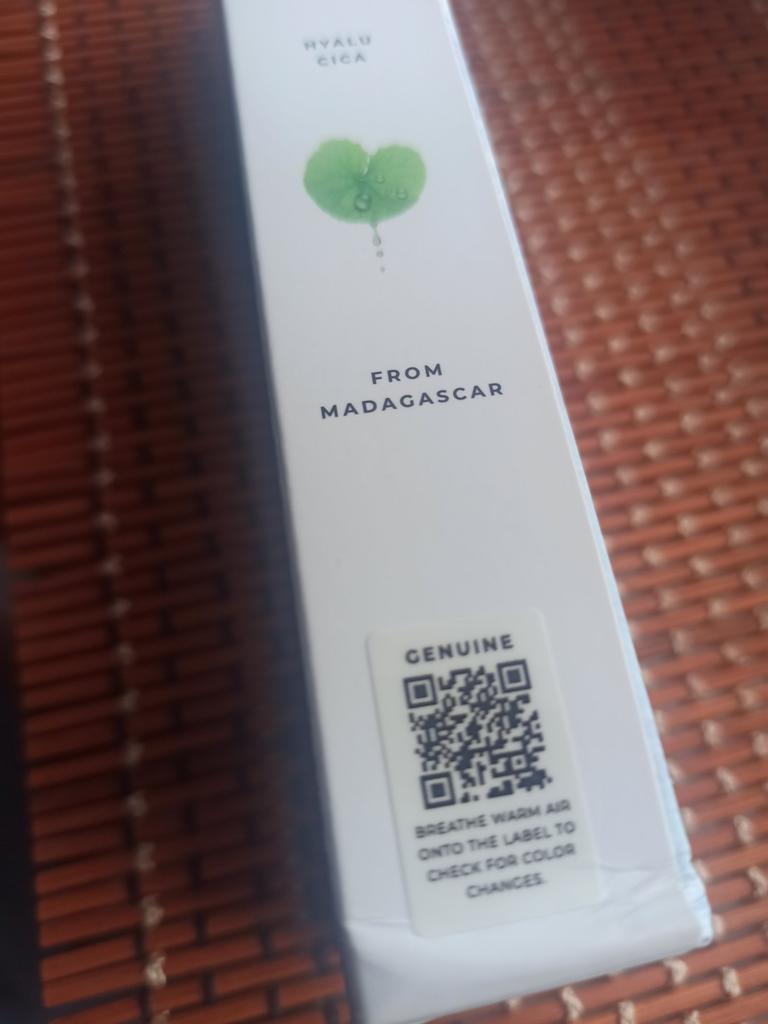 HYALU
CICA
FROM
MADAGASCAR
GENUINE
BREATHE WARM AIR
ONTO THE LABEL TO
CHECK FOR COLOR
CHANGES.